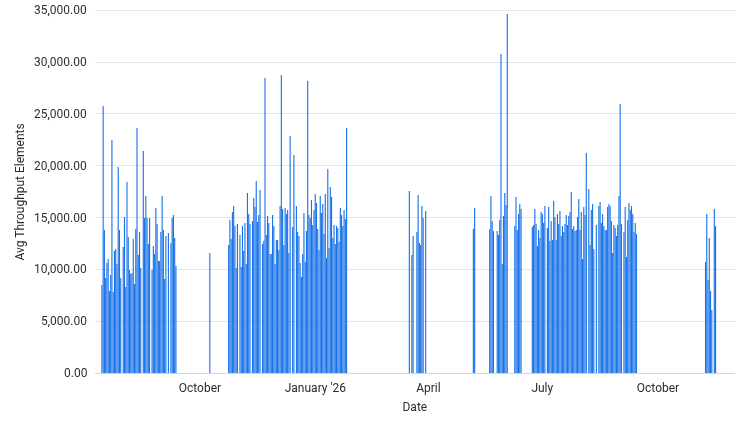 35,000.00
30,000.00
25,000.00
20,000.00
15,000.00
10,000.00
5,000.00
0.00
Avg Throughput Elements
October
January '26
April
July
October
Date